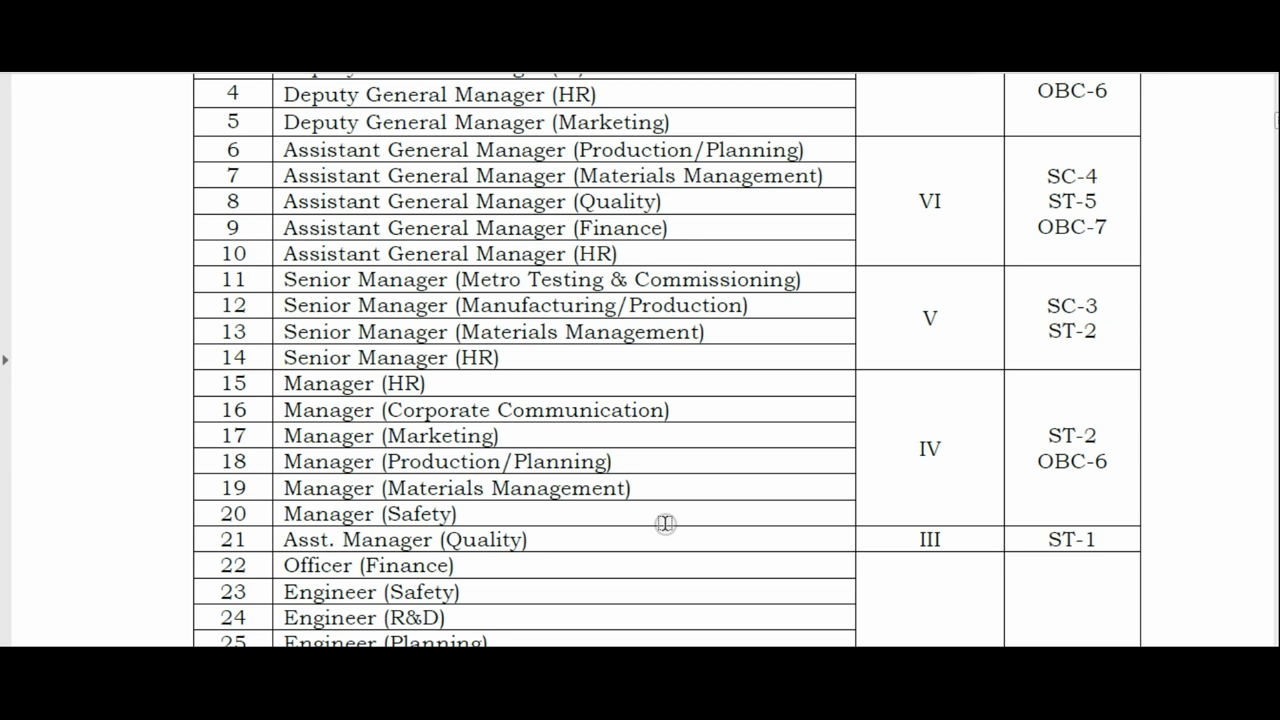 4 Deputy General Manager (HR) OBC-6
5 Deputy General Manager (Marketing)
6 Assistant General Manager (Production/Planning)
7 Assistant General Manager (Materials Management) SC-4
8 Assistant General Manager (Quality) VI ST-5
9 Assistant General Manager (Finance) OBC-7
10 Assistant General Manager (HR)
11 Senior Manager (Metro Testing & Commissioning)
12 Senior Manager (Manufacturing/Production) V SC-3
13 Senior Manager (Materials Management) ST-2
14 Senior Manager (HR)
15 Manager (HR)
16 Manager (Corporate Communication)
17 Manager (Marketing) IV ST-2
18 Manager (Production/Planning) OBC-6
19 Manager (Materials Management)
20 Manager (Safety)
21 Asst. Manager (Quality) III ST-1
22 Officer (Finance)
23 Engineer (Safety)
24 Engineer (R&D)
25 Engineer (Planning)